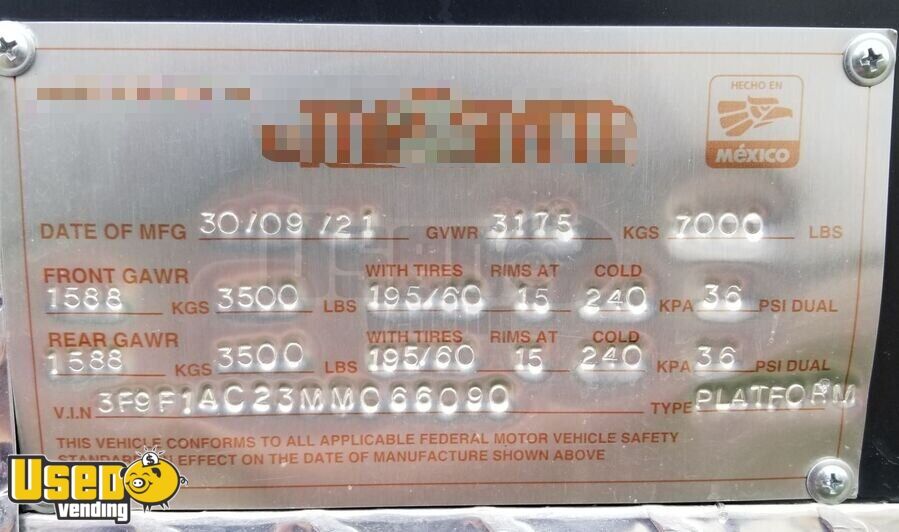 HECHO EN
MÉXICO
DATE OF MFG 30/09/21 GVWR 3175 KGS 7000 LBS
FRONT GAWR WITH TIRES RIMS AT COLD
1588 KGS 3500 LBS 195/60 15 240 KPA 36 PSI DUAL
REAR GAWR WITH TIRES RIMS AT COLD
1588 KGS 3500 LBS 195/60 15 240 KPA 36 PSI DUAL
V.I.N 3F9F1AC23MM066090 TYPE PLATFORM
THIS VEHICLE CONFORMS TO ALL APPLICABLE FEDERAL MOTOR VEHICLE SAFETY
STANDARDS IN EFFECT ON THE DATE OF MANUFACTURE SHOWN ABOVE
USED
vending